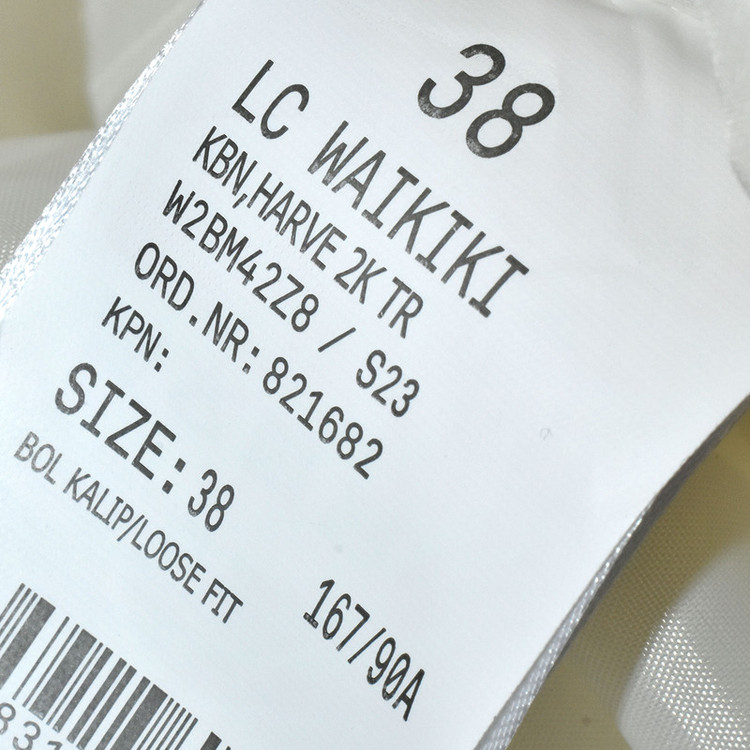 38
LC WAIKIKI
KBN,HARVE 2K TR
W2BM42Z8 / S23
ORD.NR: 821682
KPN:
SIZE: 38
BOL KALIP/LOOSE FIT
167/90A
831